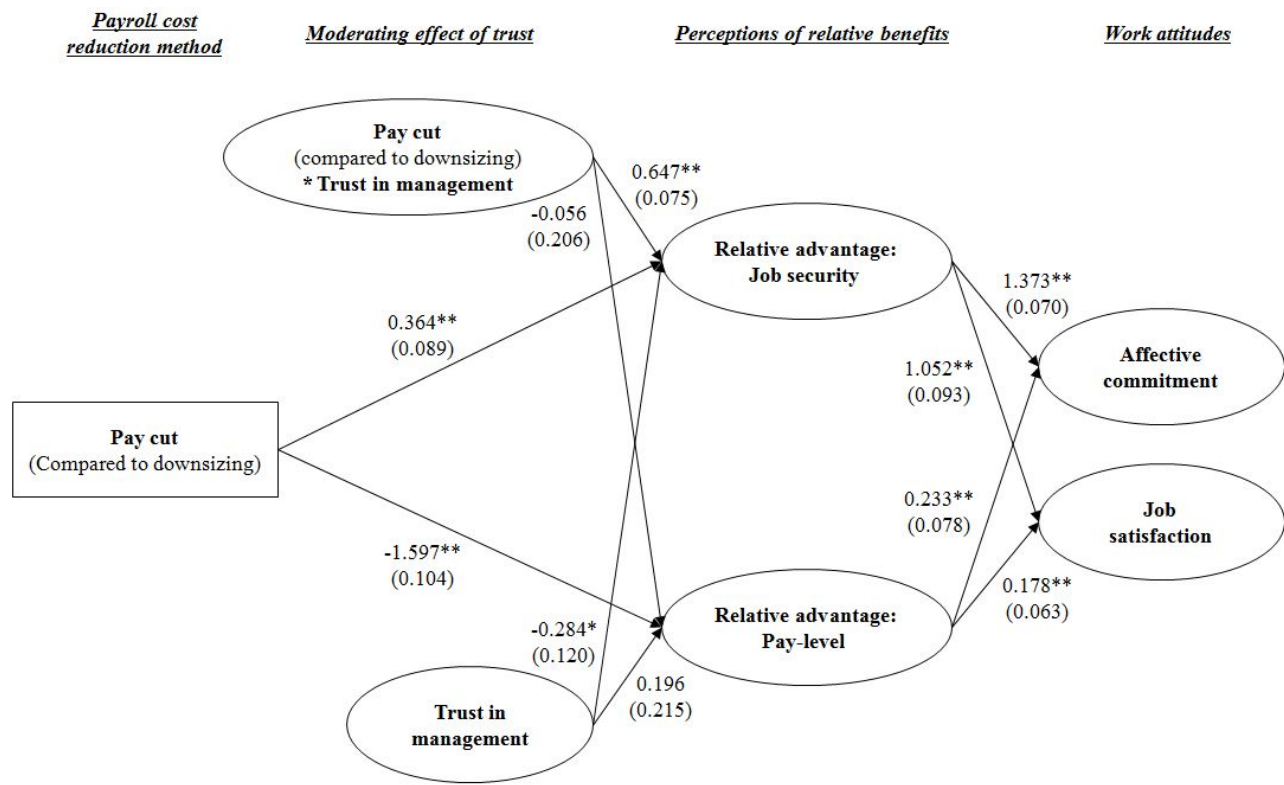 Payroll cost
reduction method
Moderating effect of trust
Perceptions of relative benefits
Work attitudes
Pay cut
(compared to downsizing)
* Trust in management
0.647**
(0.075)
-0.056
(0.206)
Relative advantage:
Job security
1.373**
(0.070)
0.364**
(0.089)
1.052**
(0.093)
Affective
commitment
Pay cut
(Compared to downsizing)
0.233**
(0.078)
Job
satisfaction
-1.597**
(0.104)
0.178**
(0.063)
-0.284*
(0.120)
Relative advantage:
Pay-level
0.196
(0.215)
Trust in
management